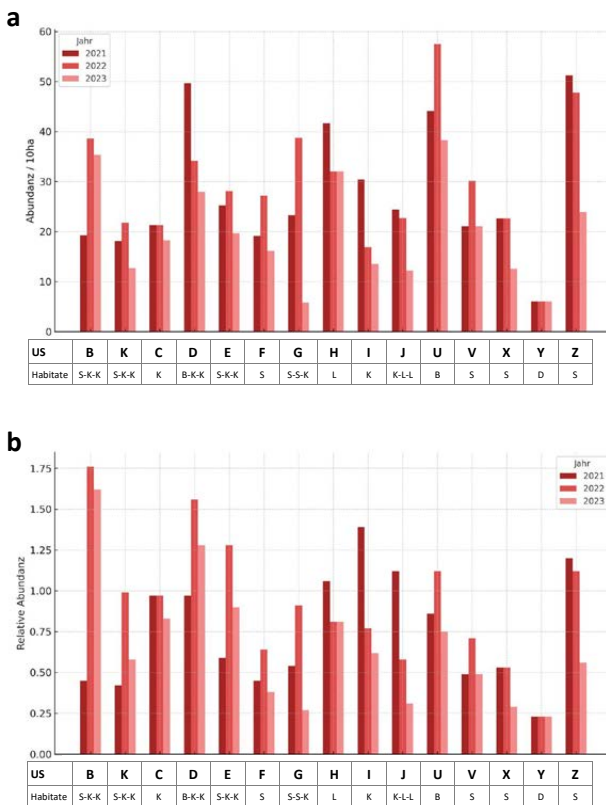 a
Jahr
2021
2022
2023
Abundanz / 10ha
60
50
40
30
20
10
0
US B K C D E F G H I J U V X Y Z
Habitate S-K-K S-K-K K B-K-K S-K-K S S-S-K L K K-L-L B S S D S
b
Jahr
2021
2022
2023
Relative Abundanz
1.75
1.50
1.25
1.00
0.75
0.50
0.25
0.00
US B K C D E F G H I J U V X Y Z
Habitate S-K-K S-K-K K B-K-K S-K-K S S-S-K L K K-L-L B S S D S